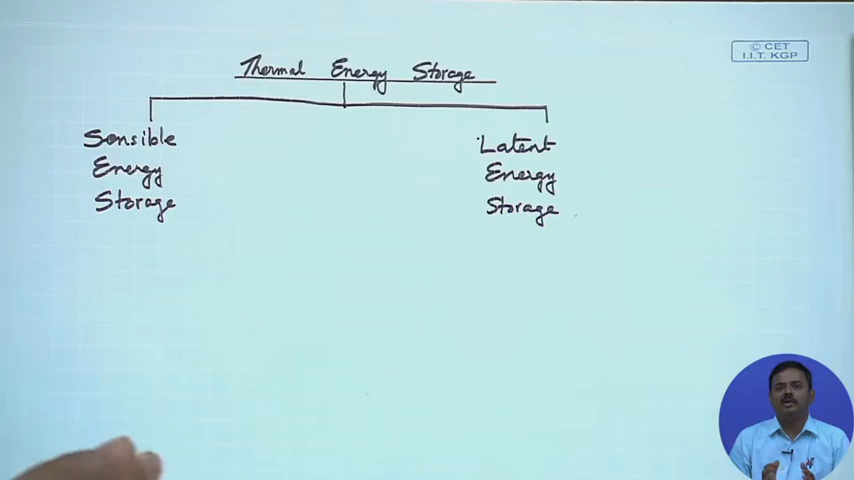 © CET
I.I.T. KGP
Thermal Energy Storage
Sensible
Energy
Storage
Latent
Energy
Storage